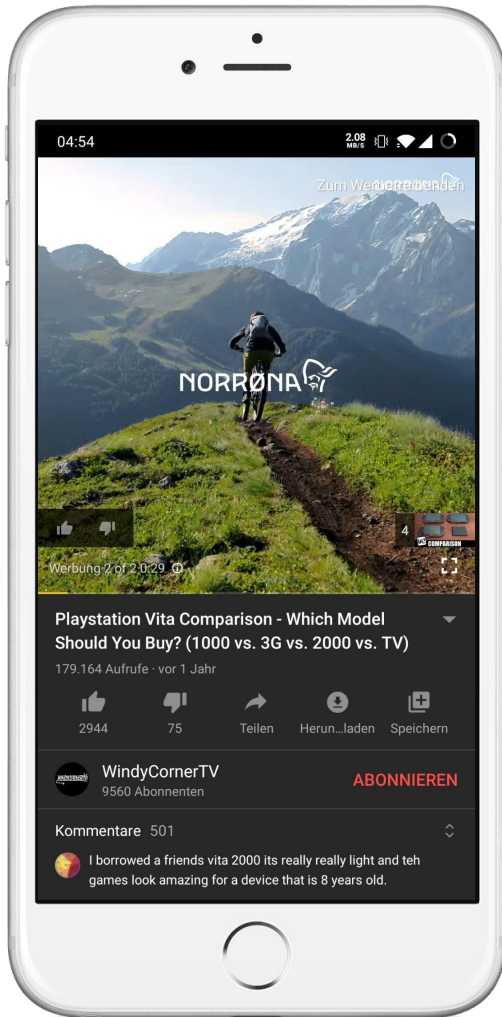 04:54
2.08
MB/S
Zum Werbetreibenden
NORRØNA
NORRØNA
4
COMPARISON
Werbung 2 of 2·0:29
Playstation Vita Comparison - Which Model
Should You Buy? (1000 vs. 3G vs. 2000 vs. TV)
179.164 Aufrufe · vor 1 Jahr
2944
75
Teilen
Herun...laden
Speichern
WindyCornerTV
9560 Abonnenten
ABONNIEREN
Kommentare 501
I borrowed a friends vita 2000 its really really light and teh
games look amazing for a device that is 8 years old.